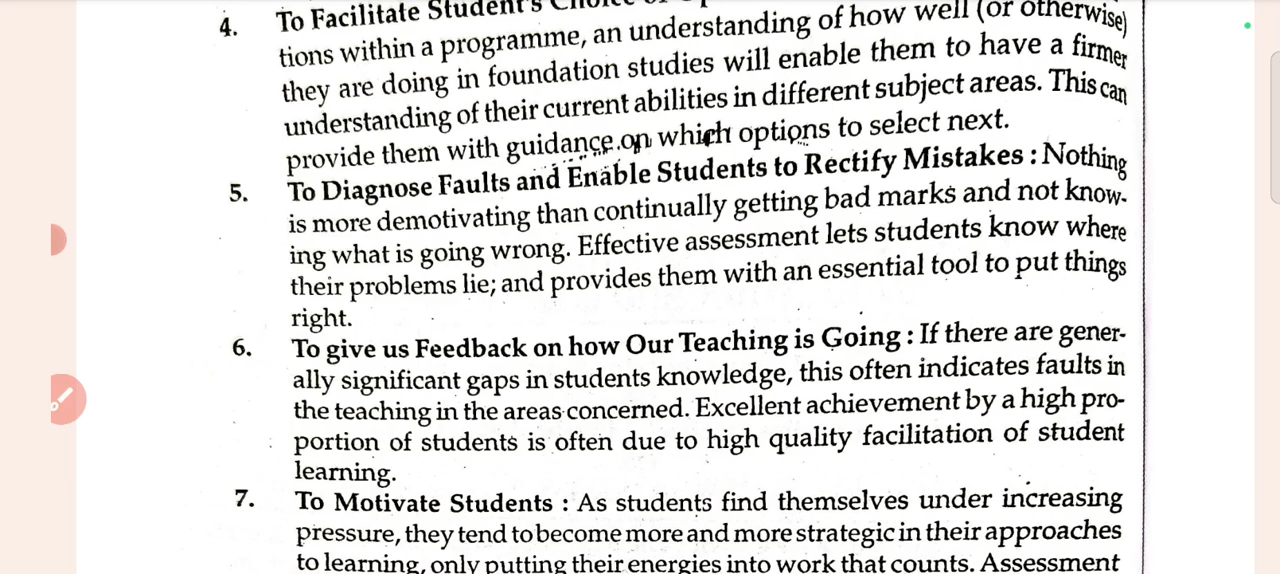 4. To Facilitate Student's Choice of
tions within a programme, an understanding of how well (or otherwise)
they are doing in foundation studies will enable them to have a firmer
understanding of their current abilities in different subject areas. This can
provide them with guidance on which options to select next.
5. To Diagnose Faults and Enable Students to Rectify Mistakes : Nothing
is more demotivating than continually getting bad marks and not know-
ing what is going wrong. Effective assessment lets students know where
their problems lie; and provides them with an essential tool to put things
right.
6. To give us Feedback on how Our Teaching is Going : If there are gener-
ally significant gaps in students knowledge, this often indicates faults in
the teaching in the areas concerned. Excellent achievement by a high pro-
portion of students is often due to high quality facilitation of student
learning.
7. To Motivate Students : As students find themselves under increasing
pressure, they tend to become more and more strategic in their approaches
to learning, only putting their energies into work that counts. Assessment